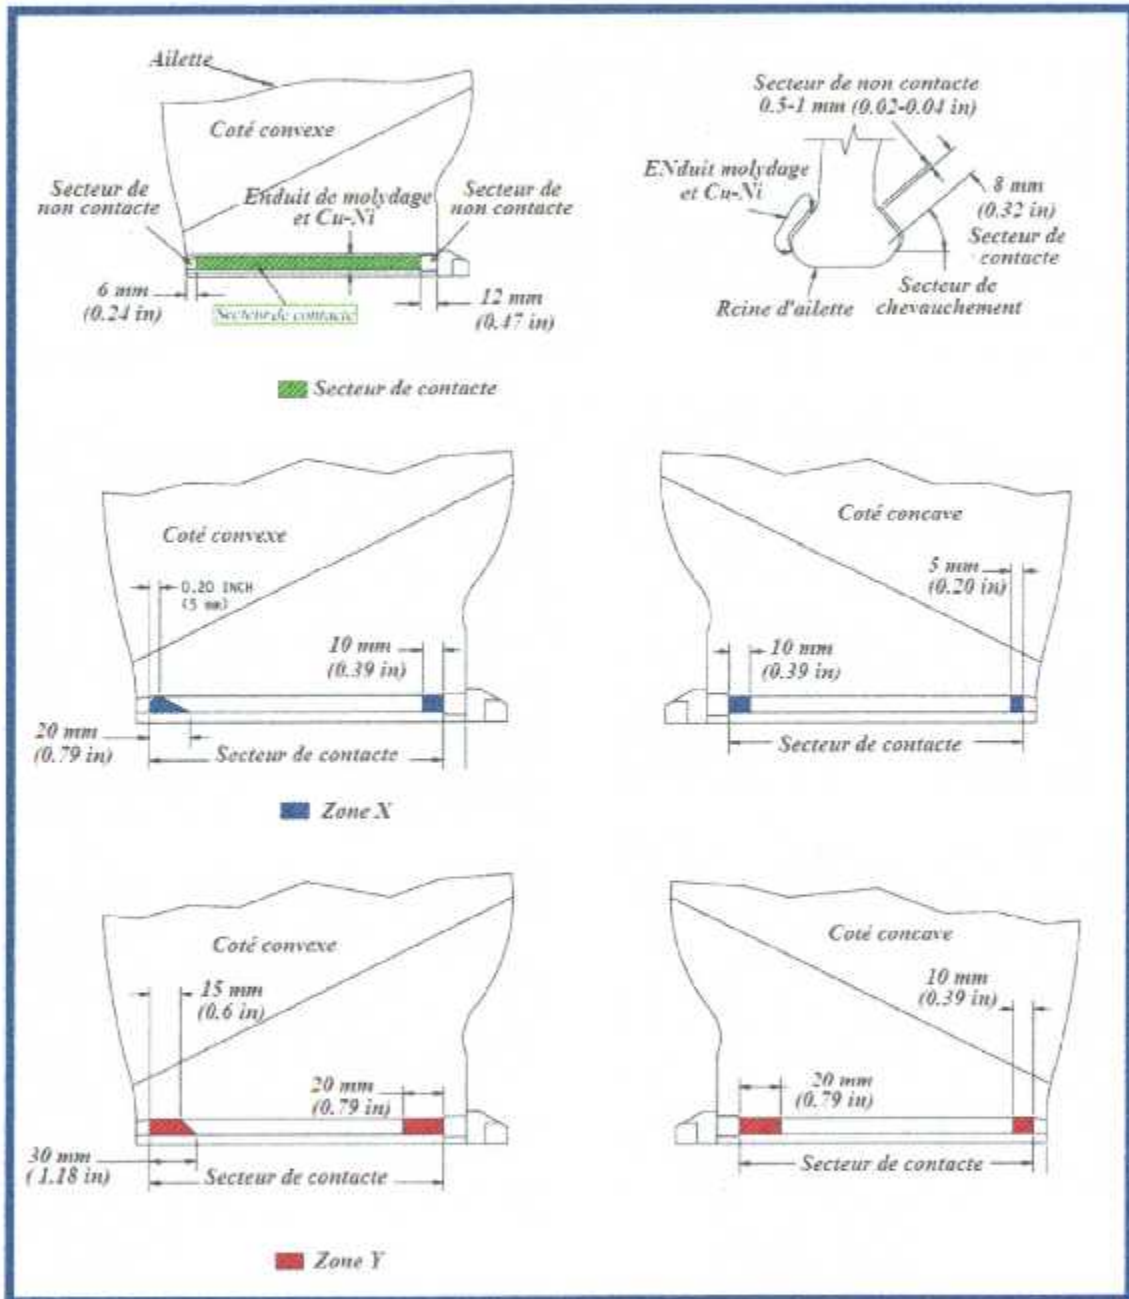 Ailette
Coté convexe
Secteur de
non contacte
Enduit de molydage
et Cu-Ni
Secteur de
non contacte
6 mm
(0.24 in)
Secteur de contacte
12 mm
(0.47 in)
Secteur de non contacte
0.5-1 mm (0.02-0.04 in)
ENduit molydage
et Cu-Ni
8 mm
(0.32 in)
Secteur de
contacte
Secteur de
chevauchement
Rcine d'ailette
Secteur de contacte
Coté convexe
0.20 INCH
(5 mm)
10 mm
(0.39 in)
20 mm
(0.79 in)
Secteur de contacte
Coté concave
5 mm
(0.20 in)
10 mm
(0.39 in)
Secteur de contacte
Zone X
Coté convexe
15 mm
(0.6 in)
20 mm
(0.79 in)
30 mm
( 1.18 in)
Secteur de contacte
Coté concave
10 mm
(0.39 in)
20 mm
(0.79 in)
Secteur de contacte
Zone Y